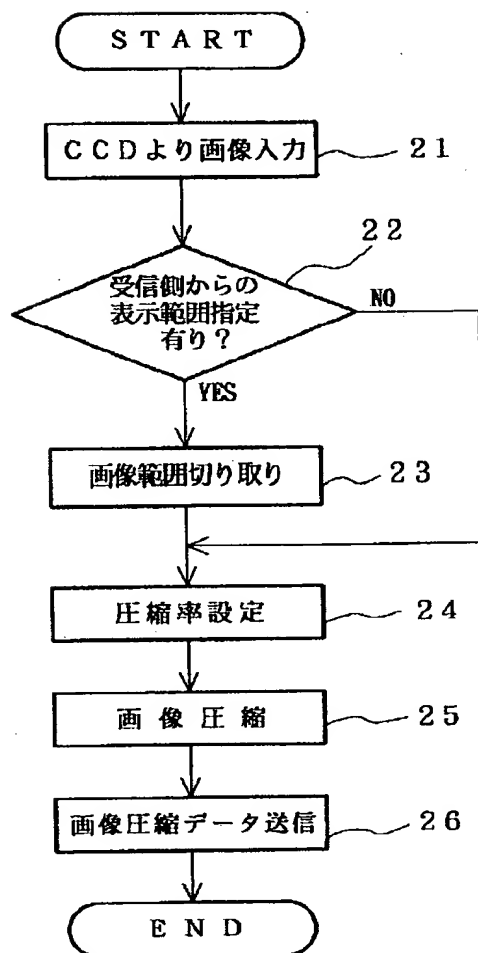 START
CCDより画像入力
21
22
受信側からの
表示範囲指定
有り?
NO
YES
画像範囲切り取り
23
圧縮率設定
24
画像圧縮
25
画像圧縮データ送信
26
END